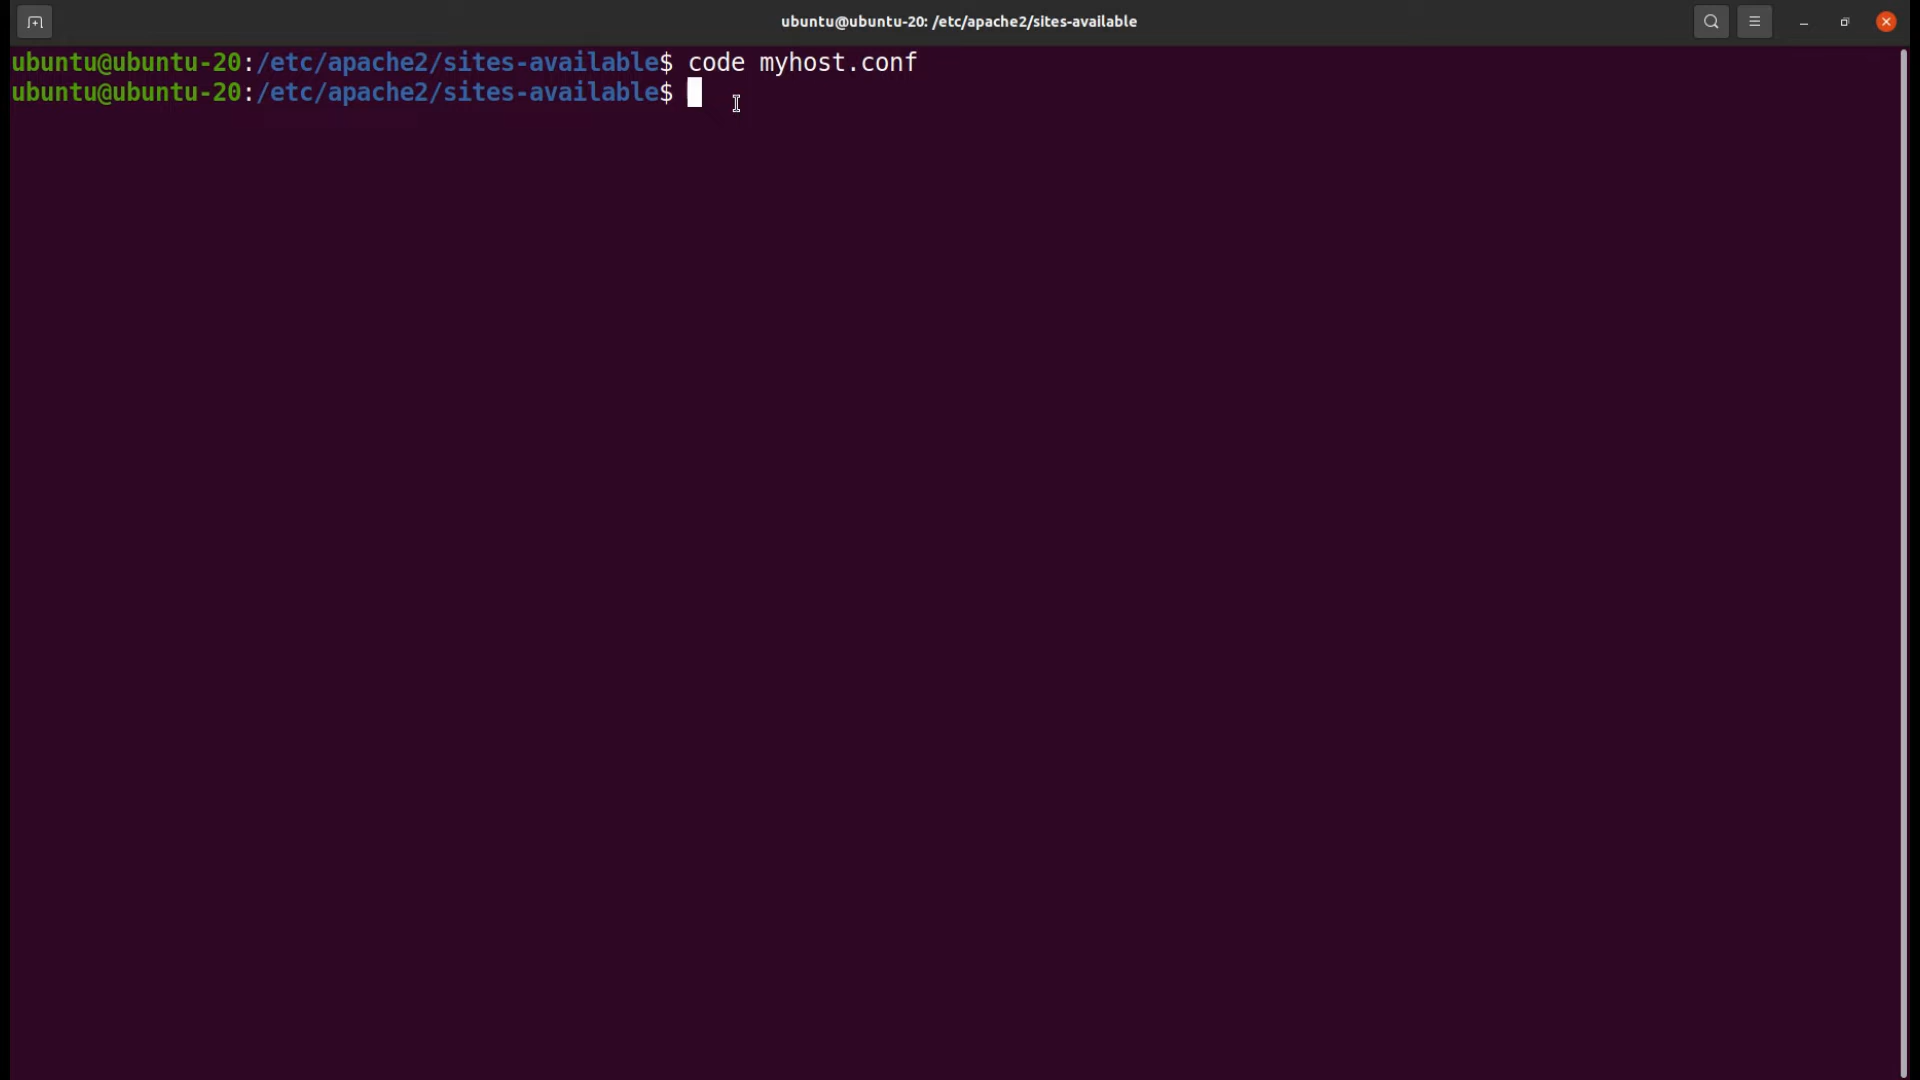 ubuntu@ubuntu-20: /etc/apache2/sites-available
ubuntu@ubuntu-20:/etc/apache2/sites-available$ code myhost.conf
ubuntu@ubuntu-20:/etc/apache2/sites-available$